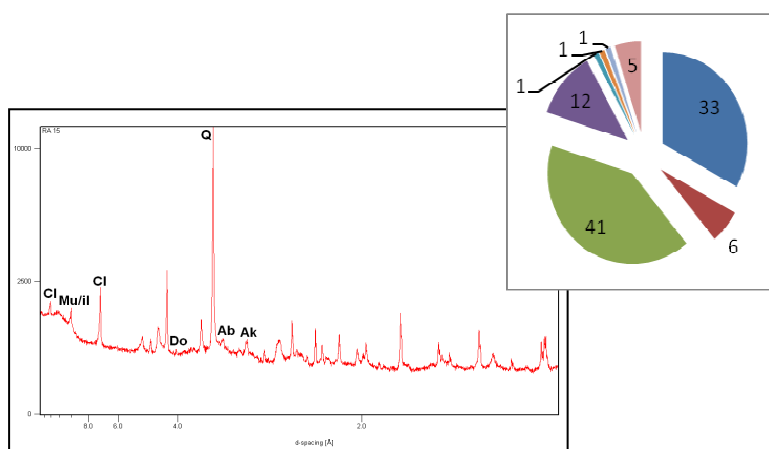 1
1
1
5
12
33
41
6
RA 15
10000
2500
0
Q
Cl
Mu/il
Cl
Do
Ab
Ak
8.0 6.0 4.0 2.0
d-spacing [Å]